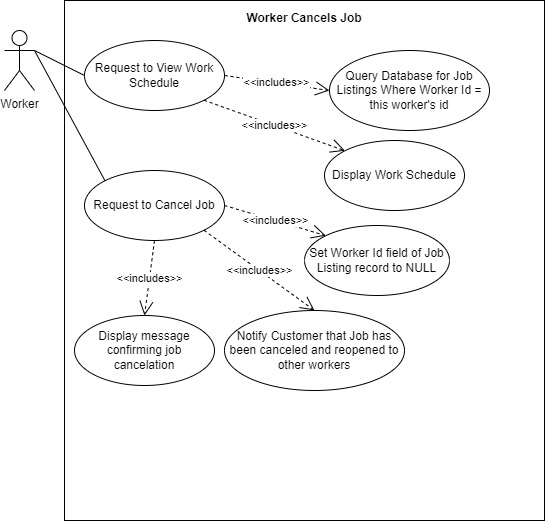 Worker Cancels Job
Worker
Request to View Work
Schedule
<<includes>>
Query Database for Job
Listings Where Worker Id =
this worker's id
<<includes>>
Display Work Schedule
Request to Cancel Job
<<includes>>
Set Worker Id field of Job
Listing record to NULL
<<includes>>
<<includes>>
Display message
confirming job
cancelation
Notify Customer that Job has
been canceled and reopened to
other workers